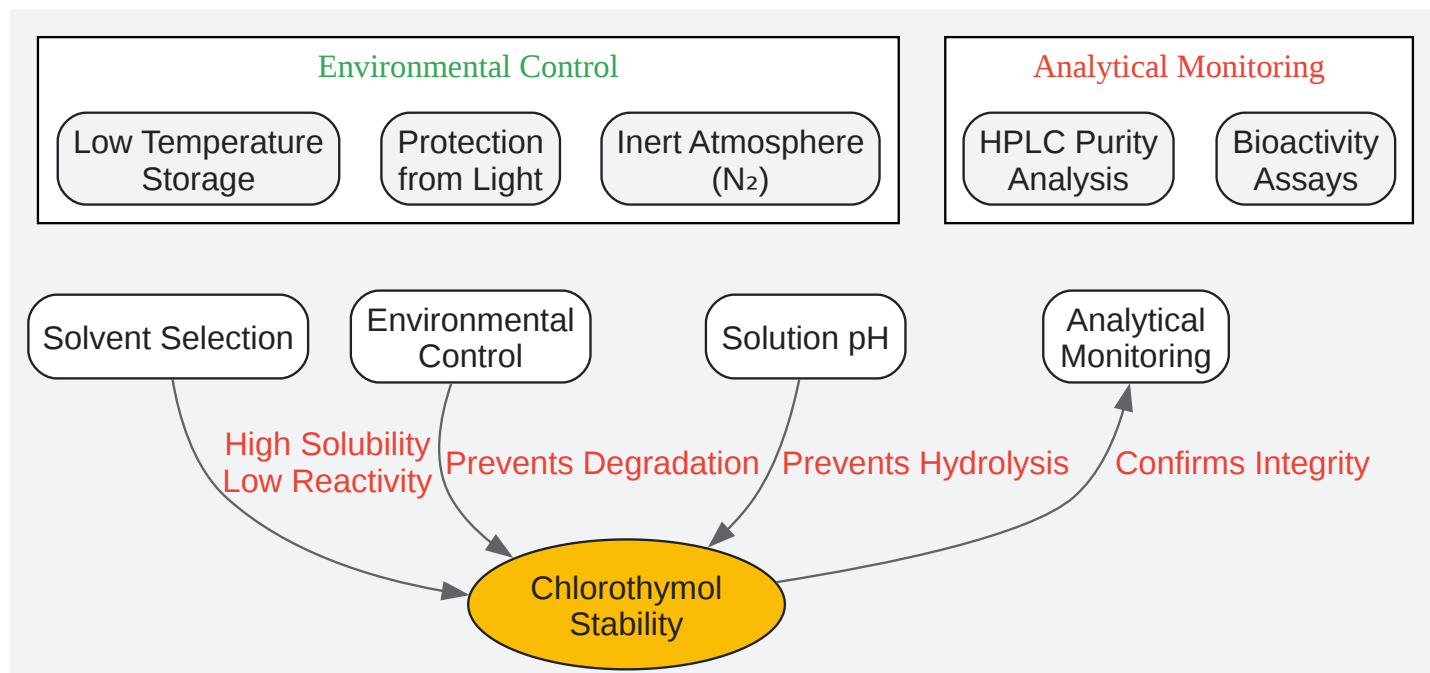 Environmental Control
Low Temperature
Storage
Protection
from Light
Inert Atmosphere
(N₂)
Analytical Monitoring
HPLC Purity
Analysis
Bioactivity
Assays
Solvent Selection
Environmental
Control
Solution pH
Analytical
Monitoring
High Solubility
Low Reactivity
Prevents Degradation
Prevents Hydrolysis
Confirms Integrity
Chlorothymol
Stability